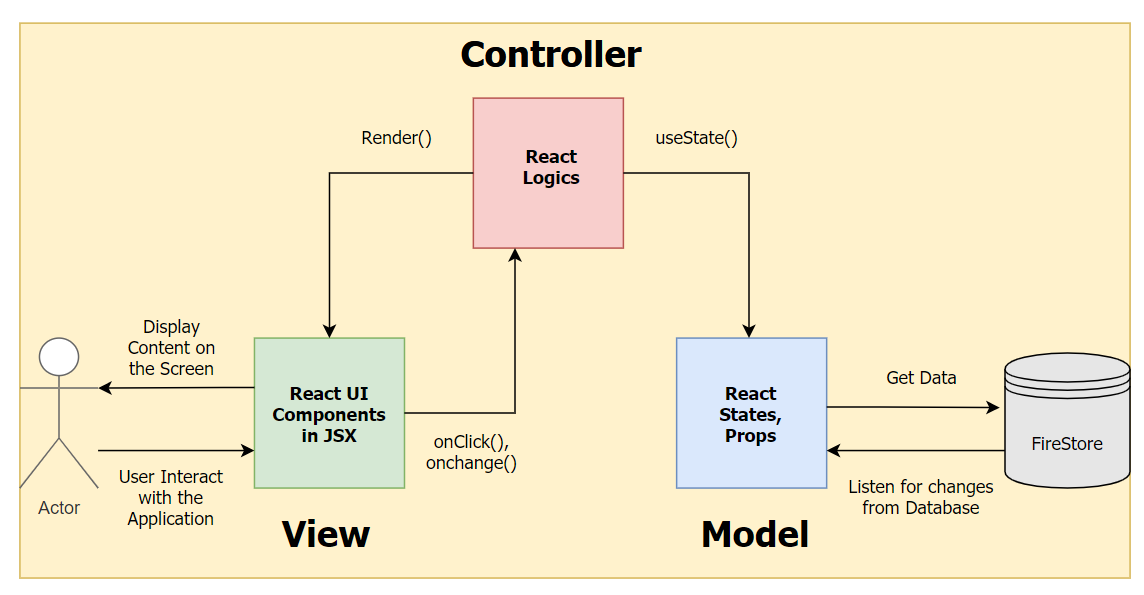 Controller
Render()
React
Logics
useState()
Display
Content on
the Screen
React UI
Components
in JSX
React
States,
Props
Get Data
FireStore
onClick(),
onchange()
User Interact
with the
Application
Listen for changes
from Database
Actor
View
Model